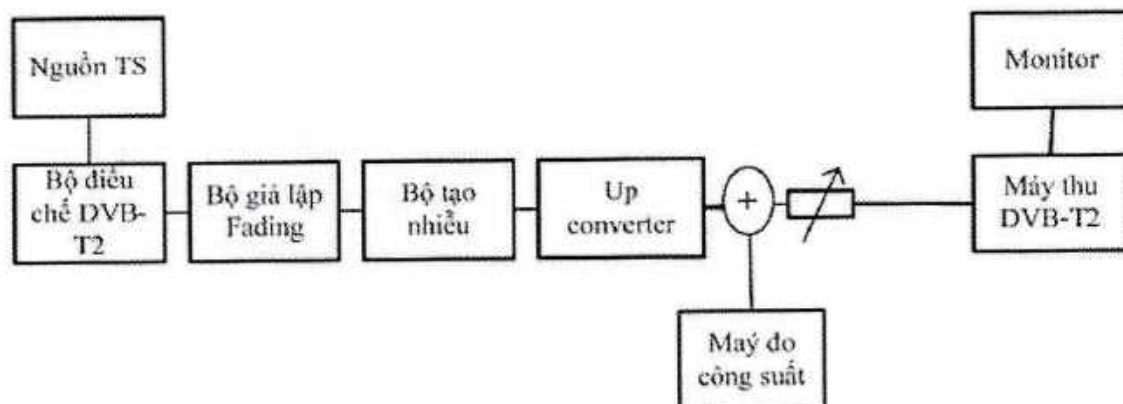 Nguồn TS
Monitor
Bộ điều
chế DVB-
T2
Bộ giả lập
Fading
Bộ tạo
nhiễu
Up
converter
+
Máy thu
DVB-T2
Maý đo
công suất